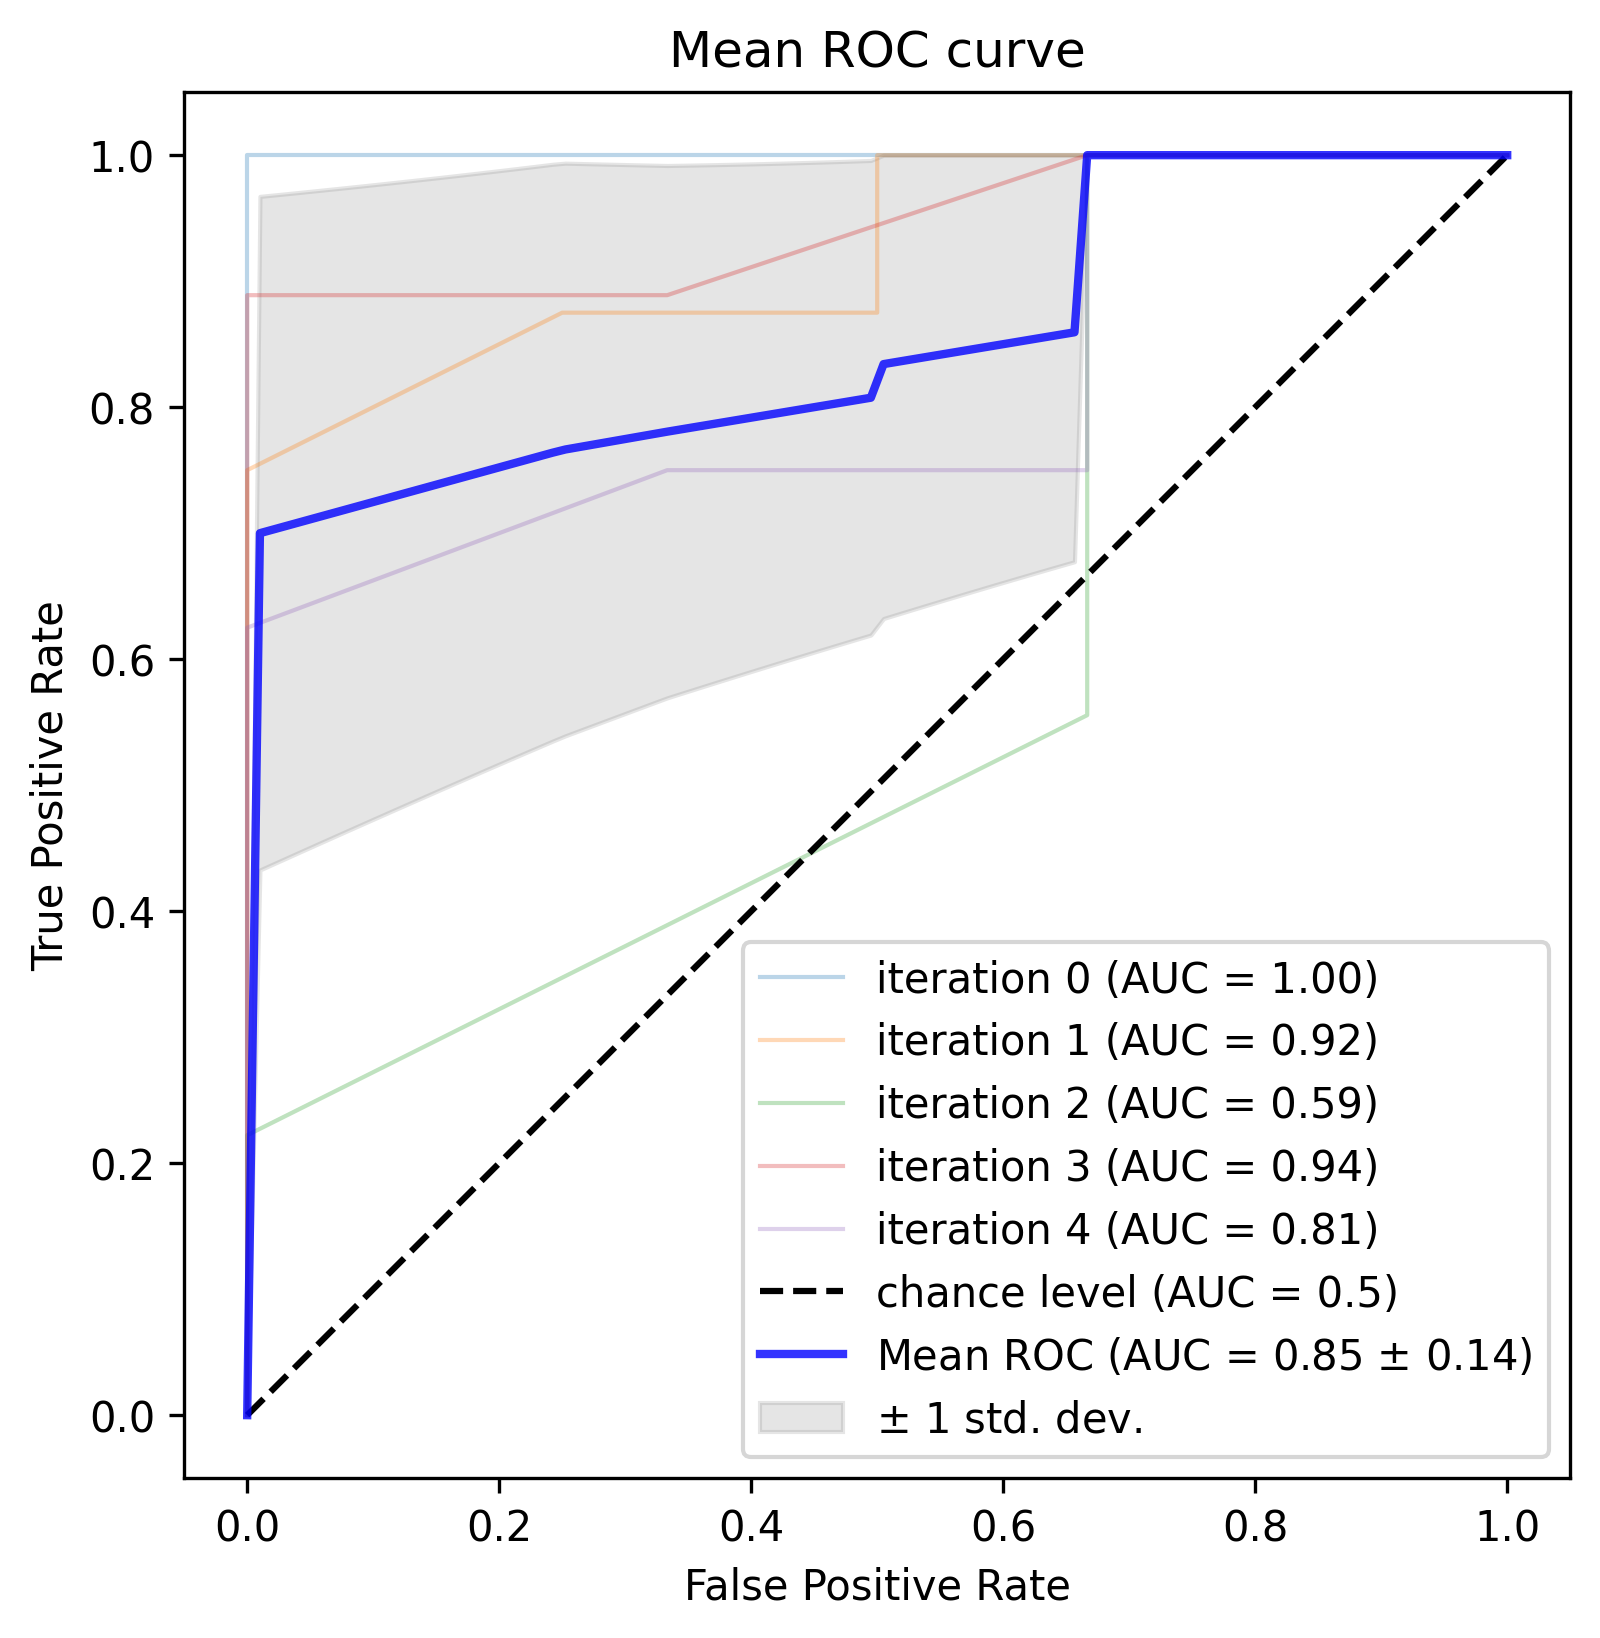 Mean ROC curve
True Positive Rate
1.0
0.8
0.6
0.4
0.2
0.0
iteration 0 (AUC = 1.00)
iteration 1 (AUC = 0.92)
iteration 2 (AUC = 0.59)
iteration 3 (AUC = 0.94)
iteration 4 (AUC = 0.81)
chance level (AUC = 0.5)
Mean ROC (AUC = 0.85 ± 0.14)
± 1 std. dev.
0.0 0.2 0.4 0.6 0.8 1.0
False Positive Rate